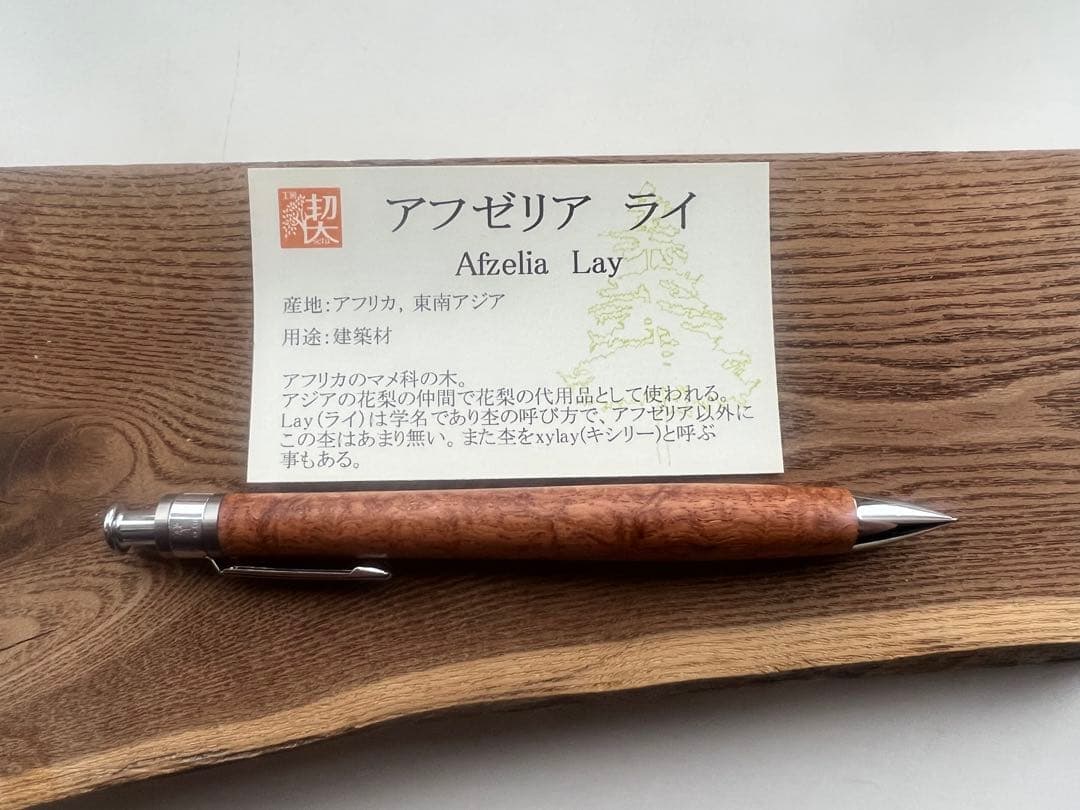 工房
楔
アフゼリア ライ
Afzelia Lay
産地:アフリカ, 東南アジア
用途:建築材
アフリカのマメ科の木。
アジアの花梨の仲間で花梨の代用品として使われる。
Lay(ライ)は学名であり杢の呼び方で、アフゼリア以外に
この杢はあまり無い。また杢をxylay(キシリー)と呼ぶ
事もある。